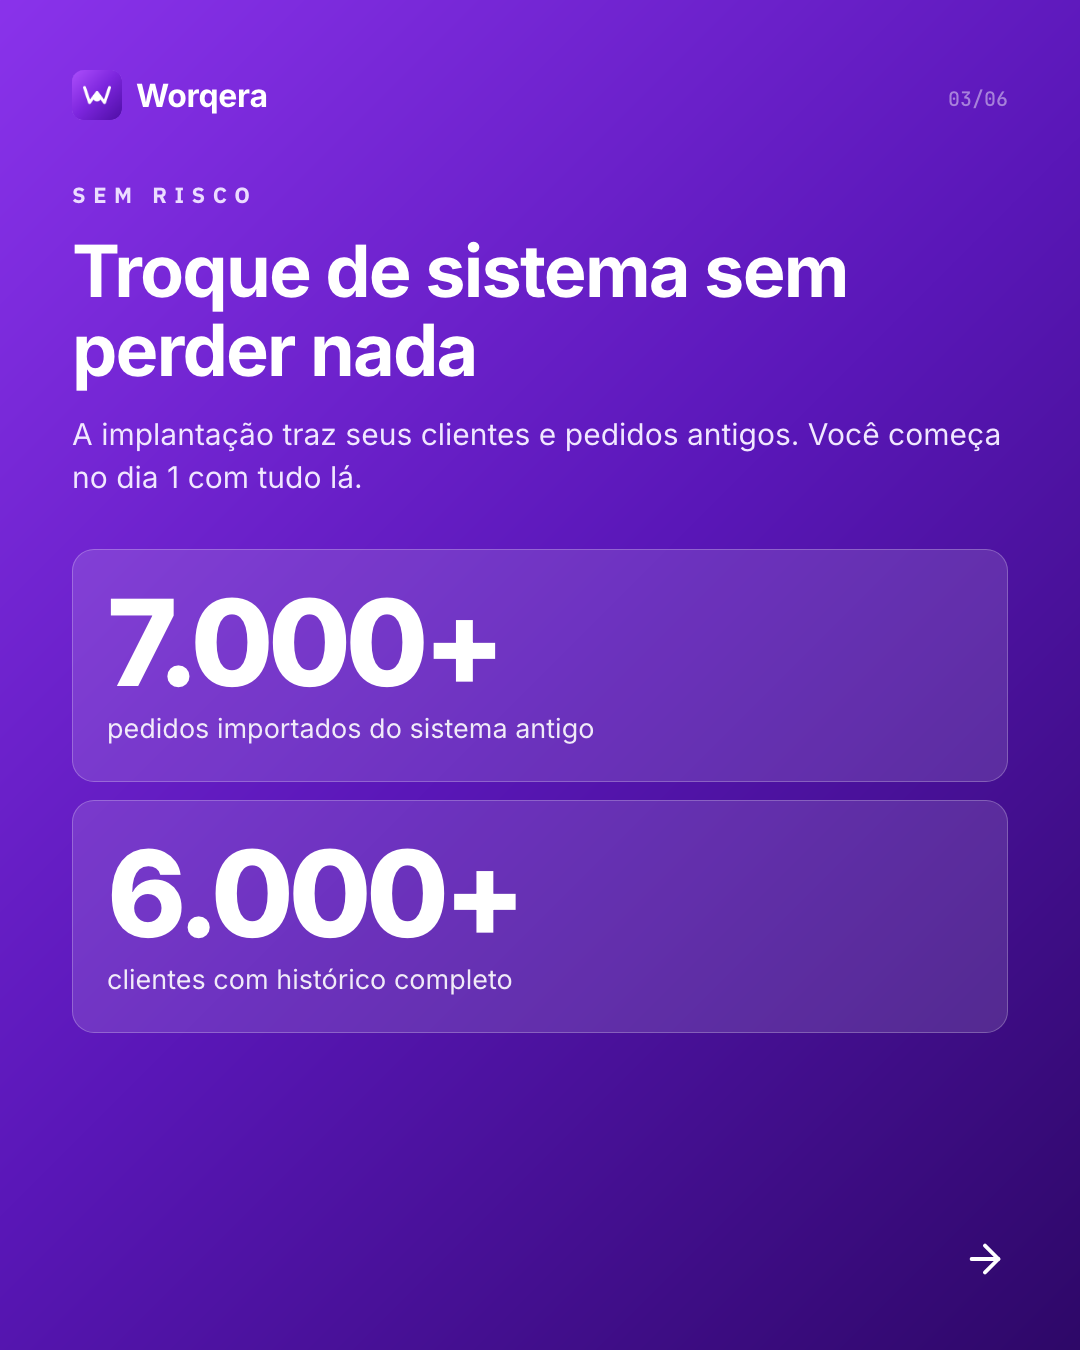 Worqera
03/06
SEM RISCO
Troque de sistema sem
perder nada
A implantação traz seus clientes e pedidos antigos. Você começa
no dia 1 com tudo lá.
7.000+
pedidos importados do sistema antigo
6.000+
clientes com histórico completo